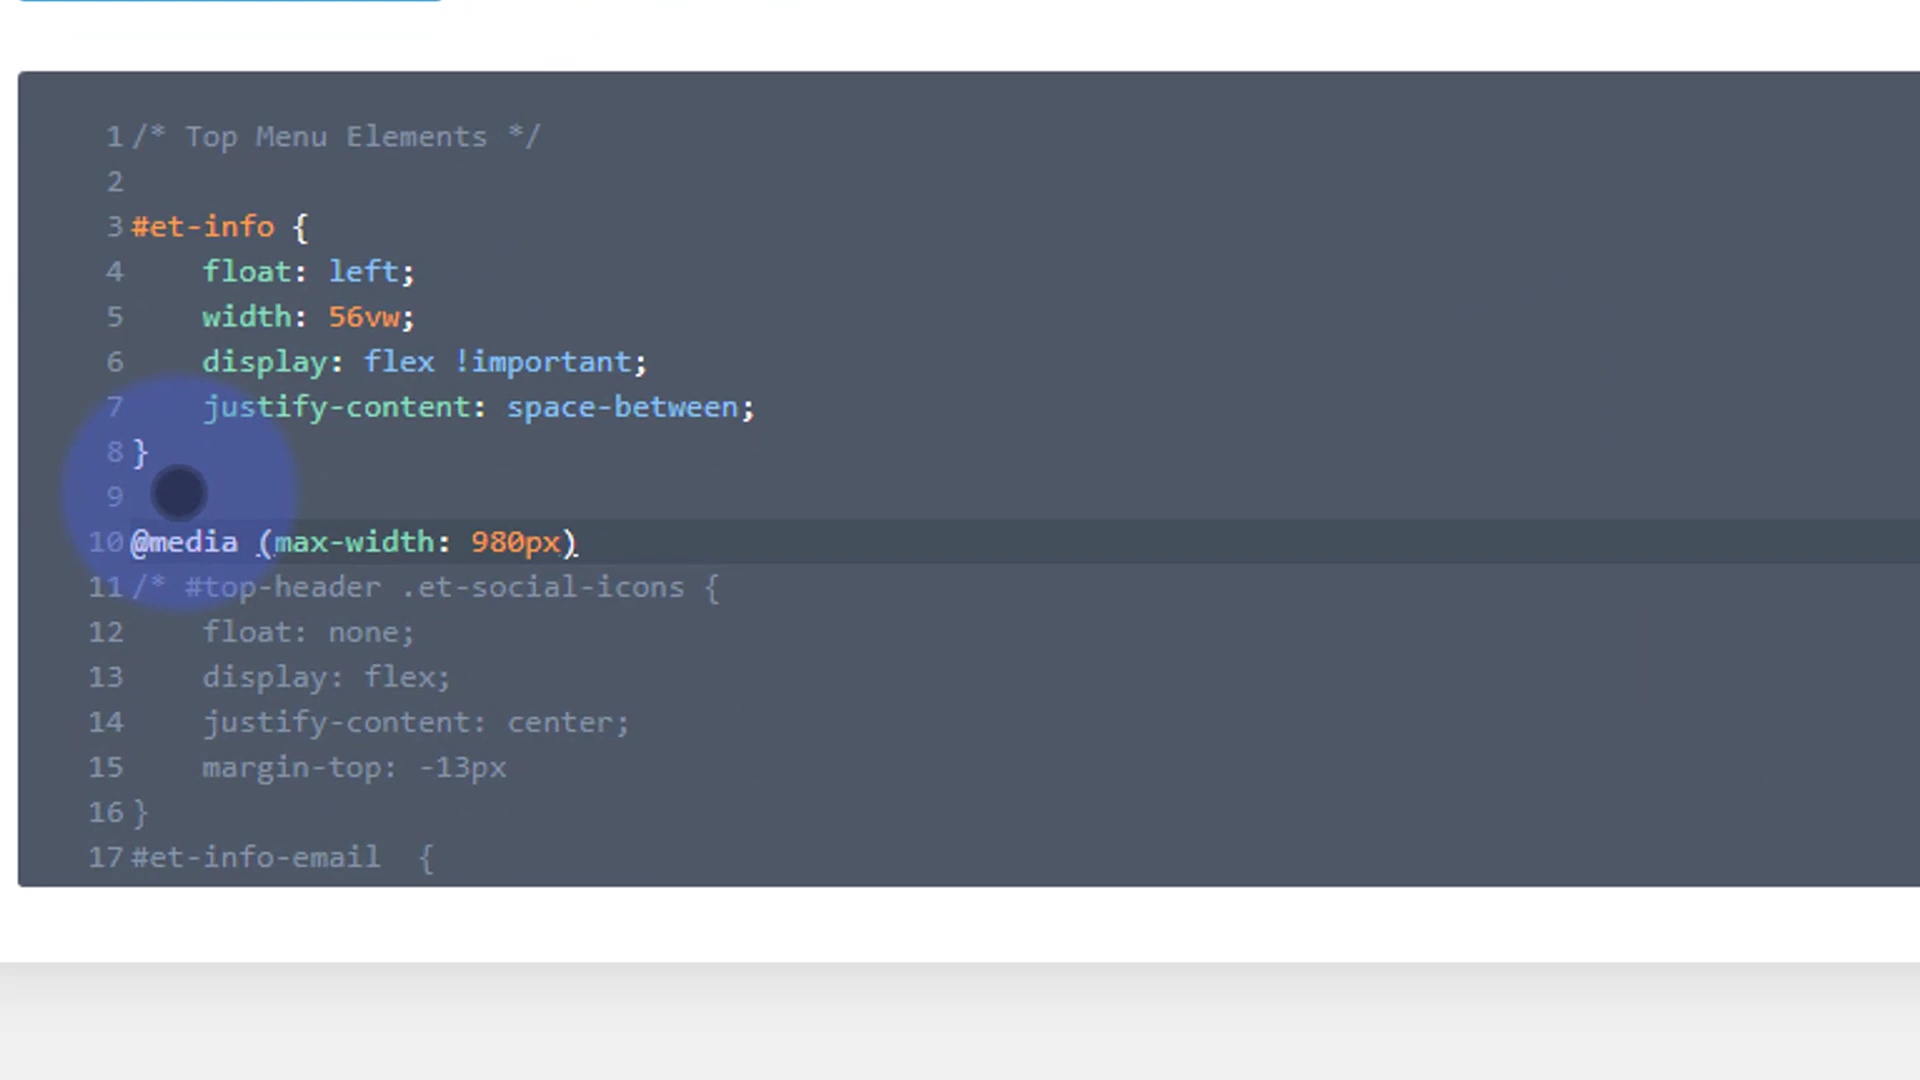 1 /* Top Menu Elements */
2
3 #et-info {
4     float: left;
5     width: 56vw;
6     display: flex !important;
7     justify-content: space-between;
8 }
9
10 @media (max-width: 980px)
11 /* #top-header .et-social-icons {
12     float: none;
13     display: flex;
14     justify-content: center;
15     margin-top: -13px
16 }
17 #et-info-email  {